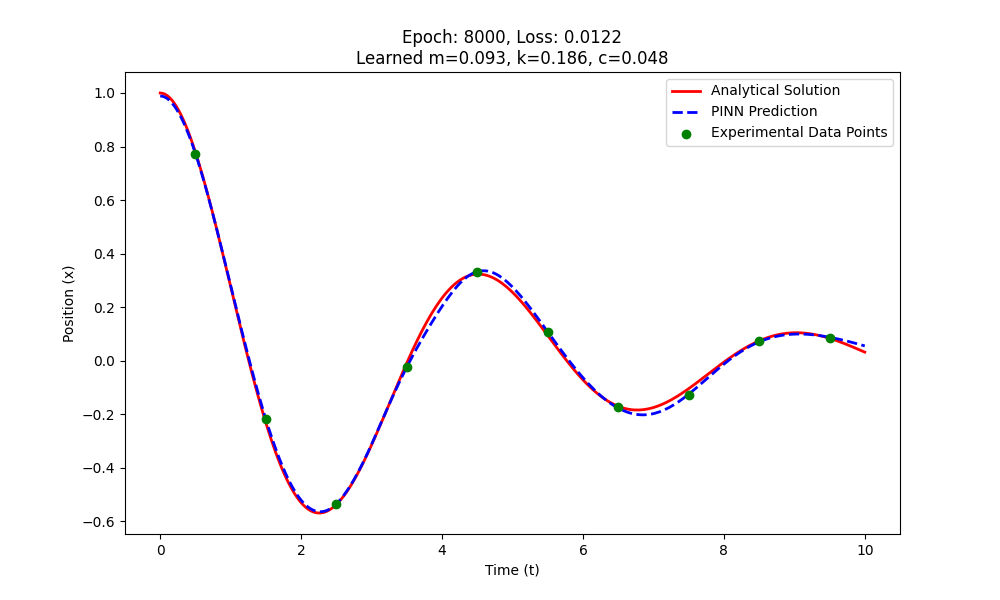 Epoch: 8000, Loss: 0.0122
Learned m=0.093, k=0.186, c=0.048
Analytical Solution
PINN Prediction
Experimental Data Points
1.0
0.8
0.6
0.4
0.2
0.0
−0.2
−0.4
−0.6
Position (x)
0 2 4 6 8 10
Time (t)